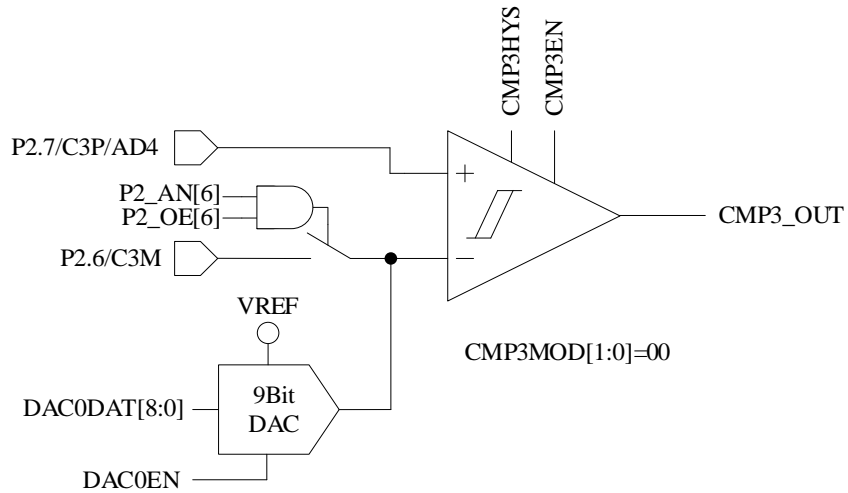 CMP3HYS
CMP3EN
P2.7/C3P/AD4
+
P2_AN[6]
P2_OE[6]
CMP3_OUT
P2.6/C3M
−
VREF
CMP3MOD[1:0]=00
9Bit
DAC0DAT[8:0]
DAC
DAC0EN